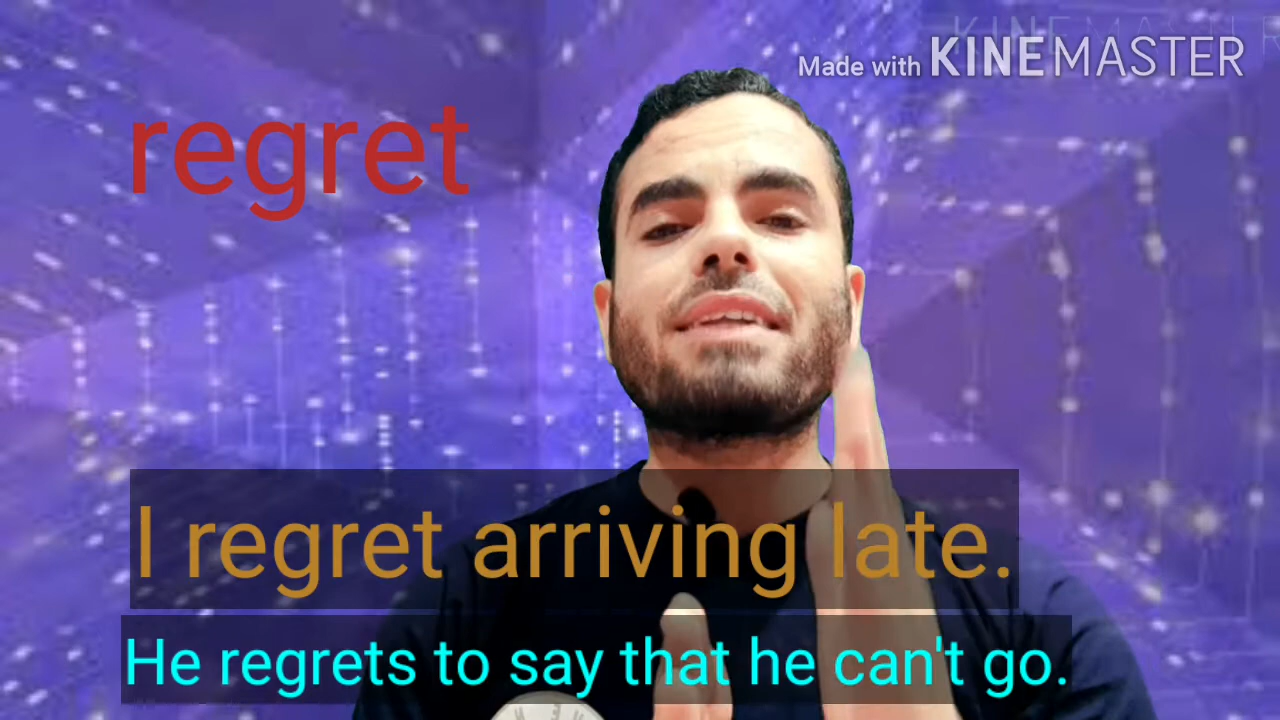 Made with KINEMASTER
regret
I regret arriving late.
He regrets to say that he can't go.